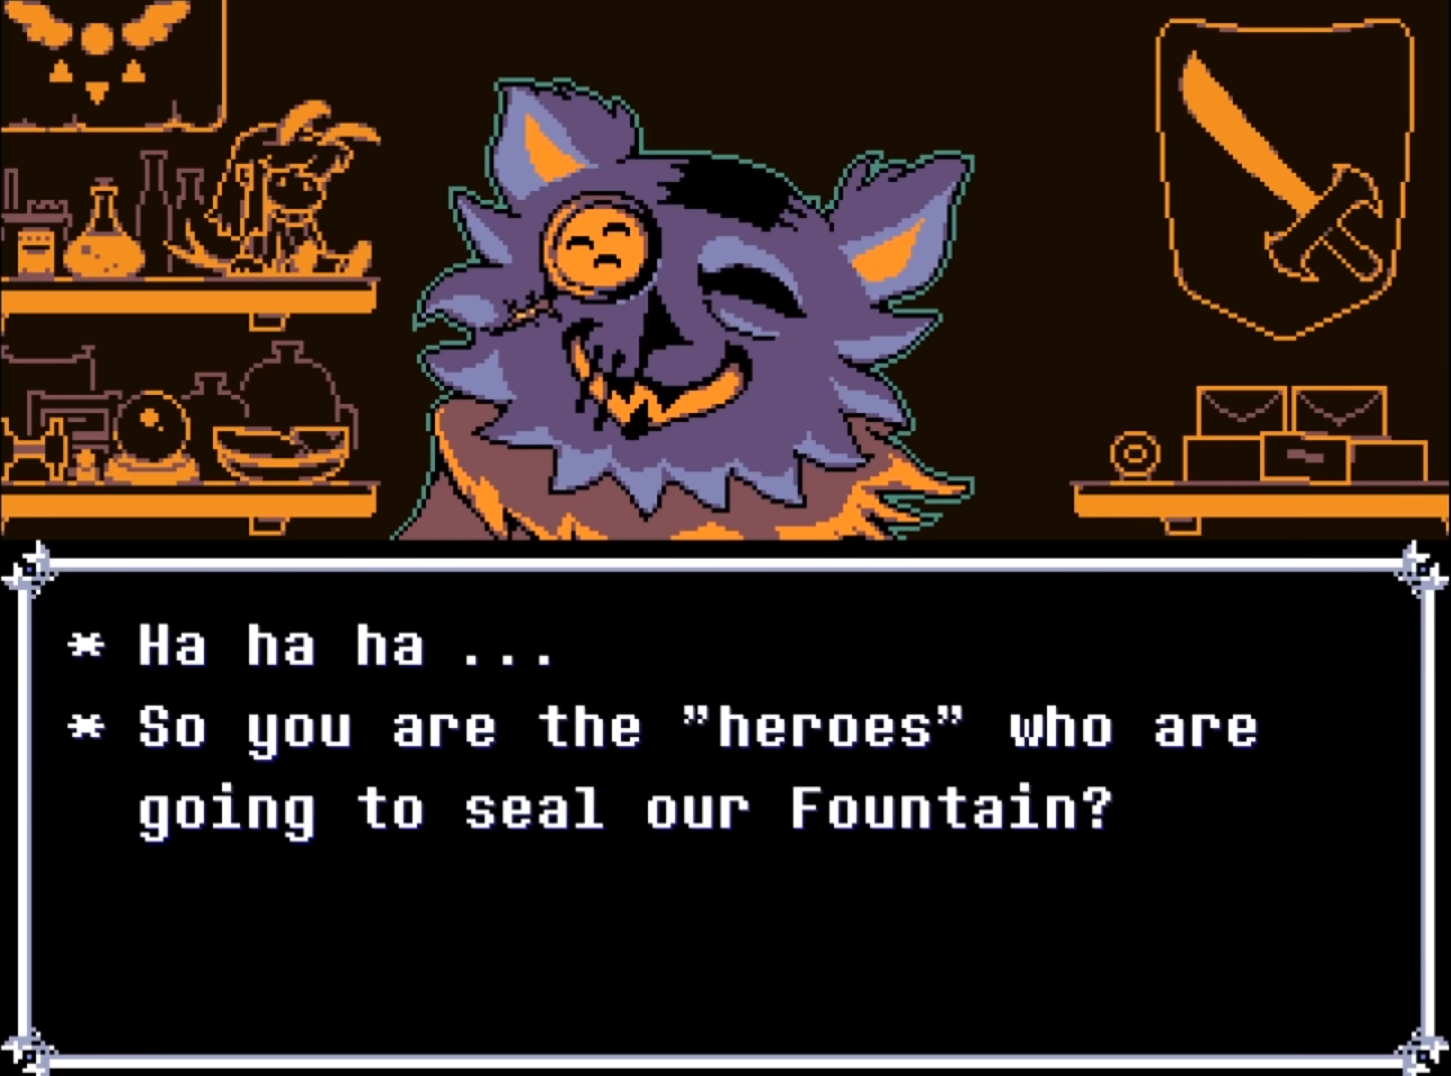 * Ha ha ha ...
* So you are the "heroes" who are
going to seal our Fountain?